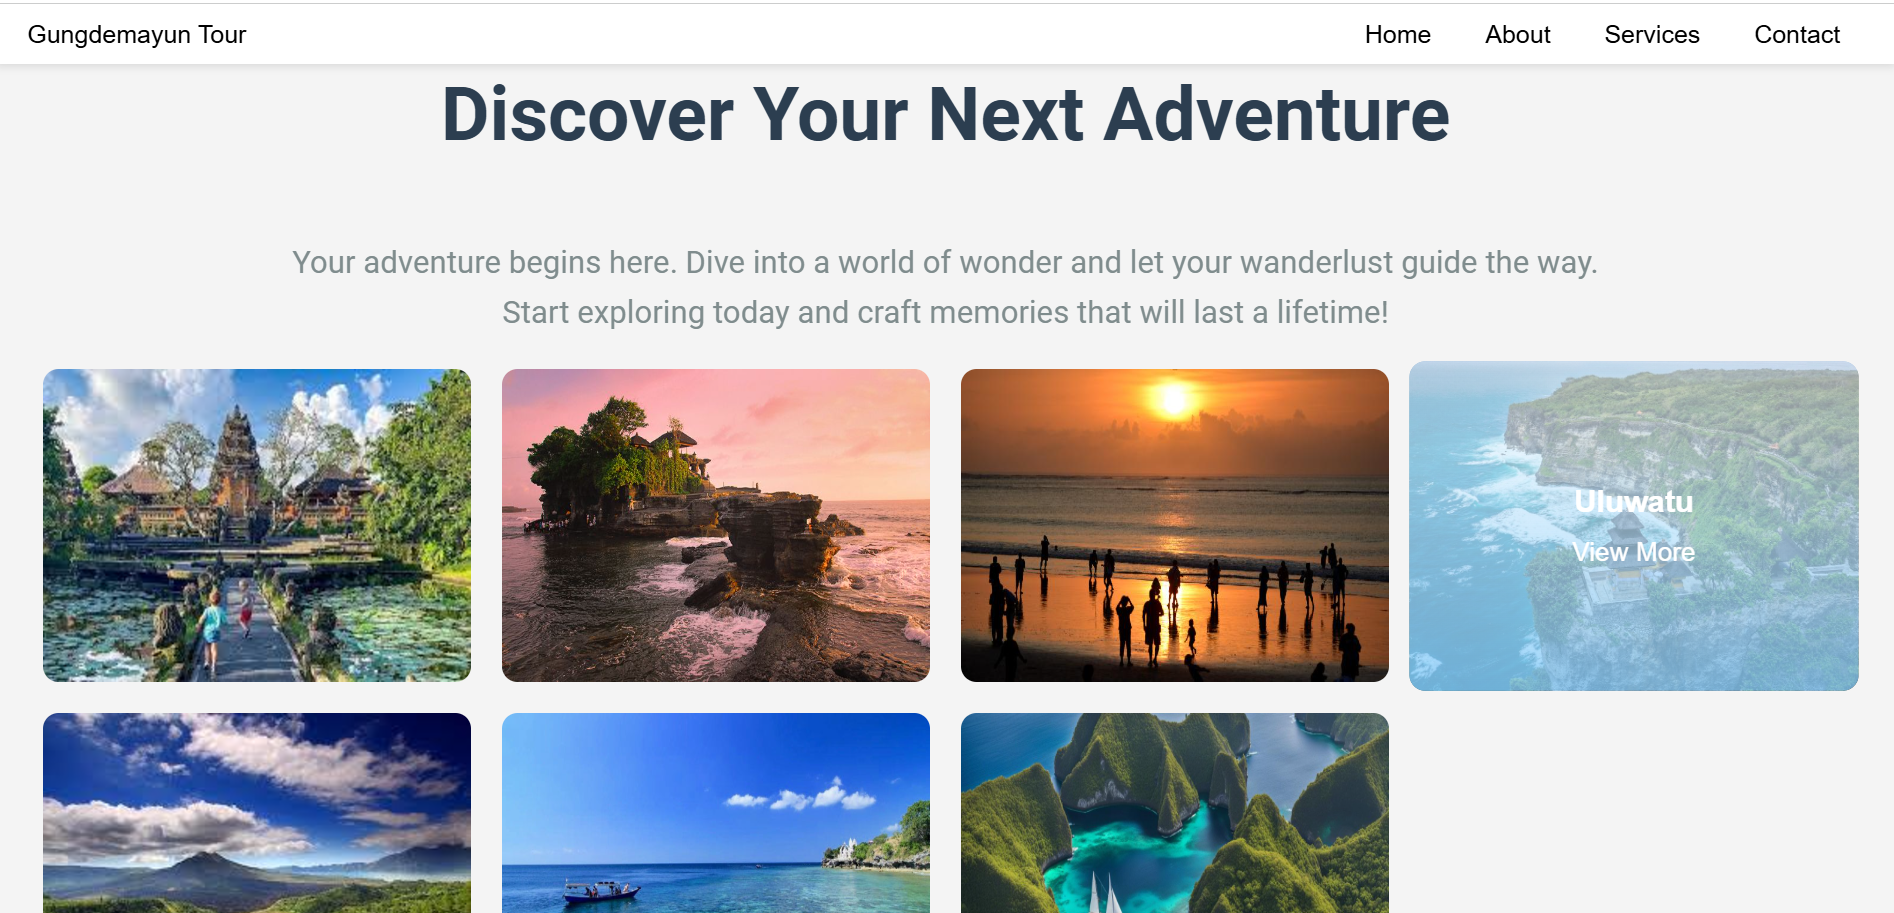 Gungdemayun Tour
Home About Services Contact
Discover Your Next Adventure
Your adventure begins here. Dive into a world of wonder and let your wanderlust guide the way.
Start exploring today and craft memories that will last a lifetime!
Uluwatu
View More